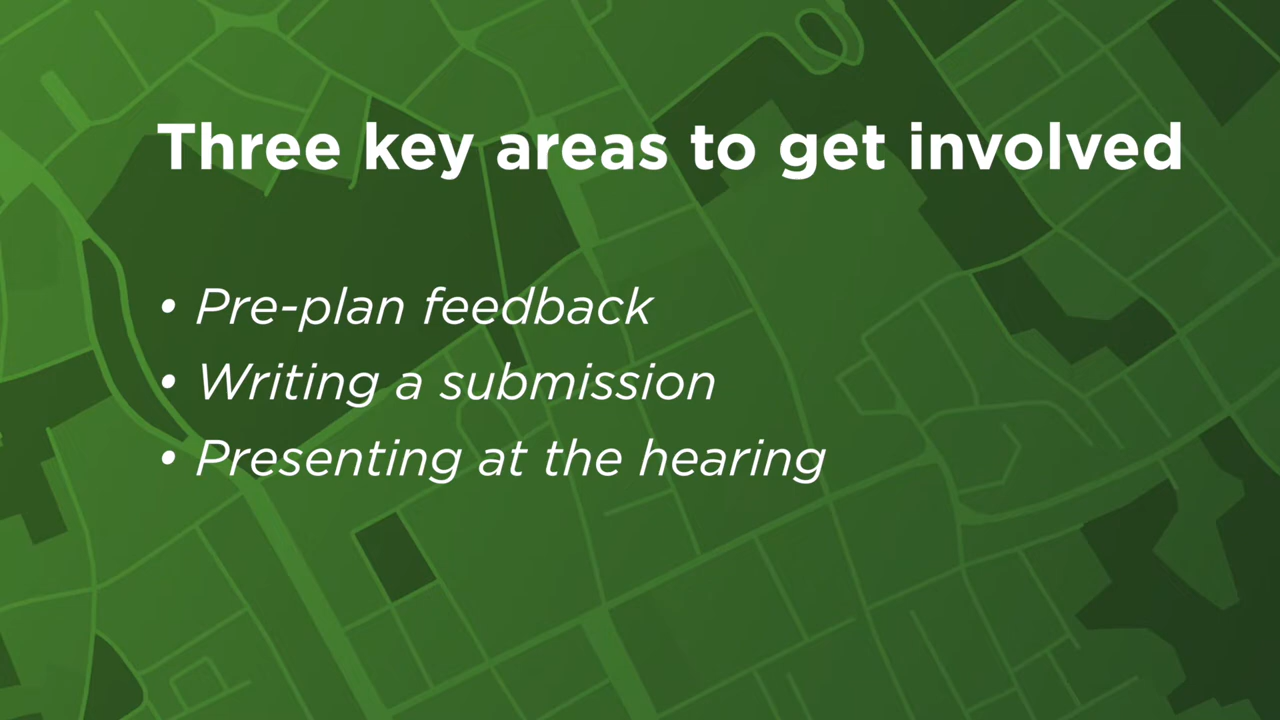 Three key areas to get involved
• Pre-plan feedback
• Writing a submission
• Presenting at the hearing